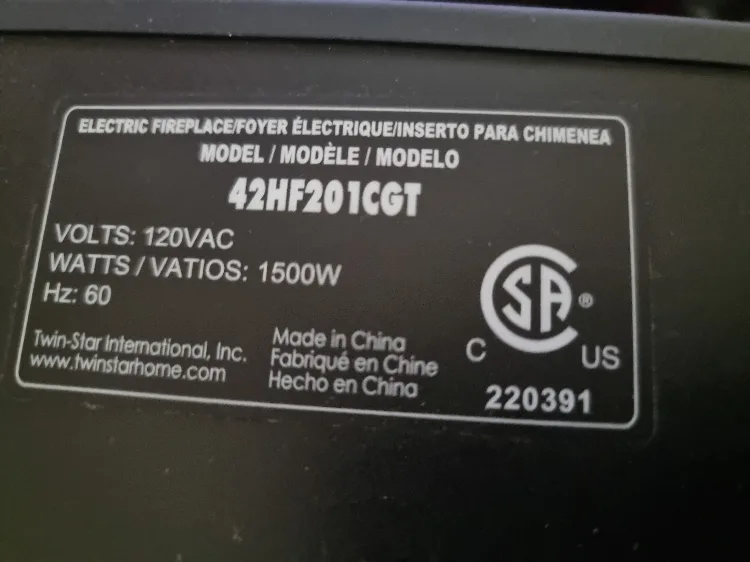 ELECTRIC FIREPLACE/FOYER ÉLECTRIQUE/INSERTO PARA CHIMENEA
MODEL / MODÈLE / MODELO
42HF201CGT
VOLTS: 120VAC
WATTS / VATIOS: 1500W
Hz: 60
Twin-Star International, Inc.
www.twinstarhome.com
Made in China
Fabriqué en Chine
Hecho en China
CSA®
C US
220391